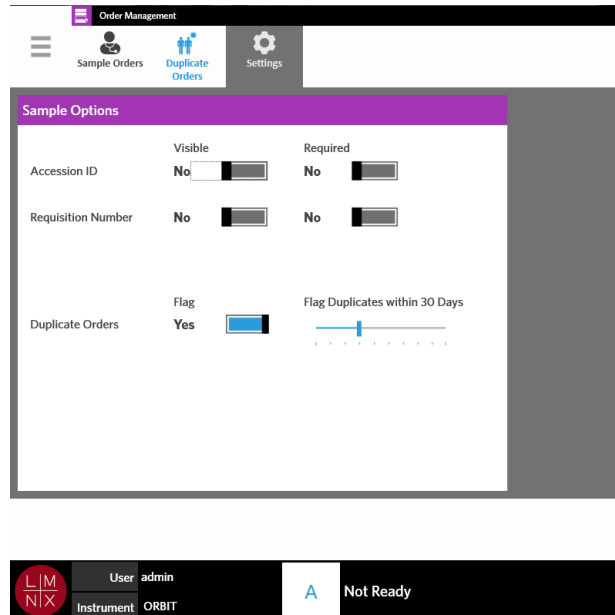 Order Management
Sample Orders
Duplicate
Orders
Settings
Sample Options
Visible Required
Accession ID No No
Requisition Number No No
Flag Flag Duplicates within 30 Days
Duplicate Orders Yes
User admin
L M
N X
A Not Ready
Instrument ORBIT